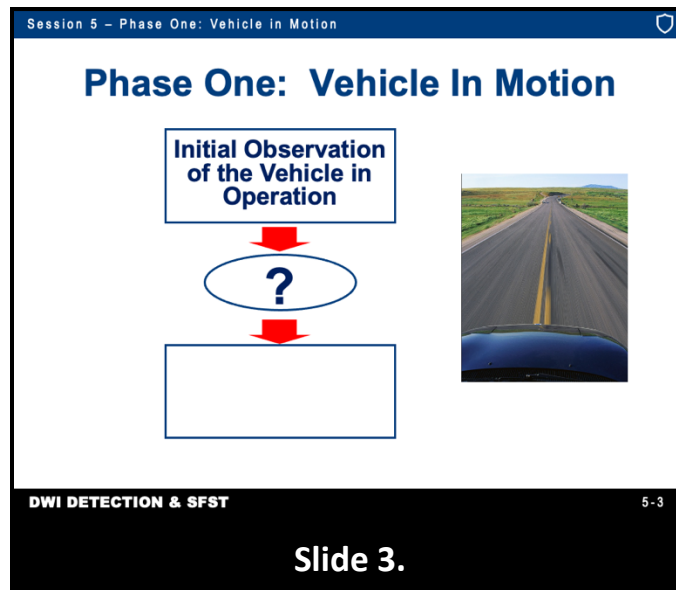 Session 5 – Phase One: Vehicle in Motion
Phase One: Vehicle In Motion
Initial Observation
of the Vehicle in
Operation
?
DWI DETECTION & SFST
5-3
Slide 3.